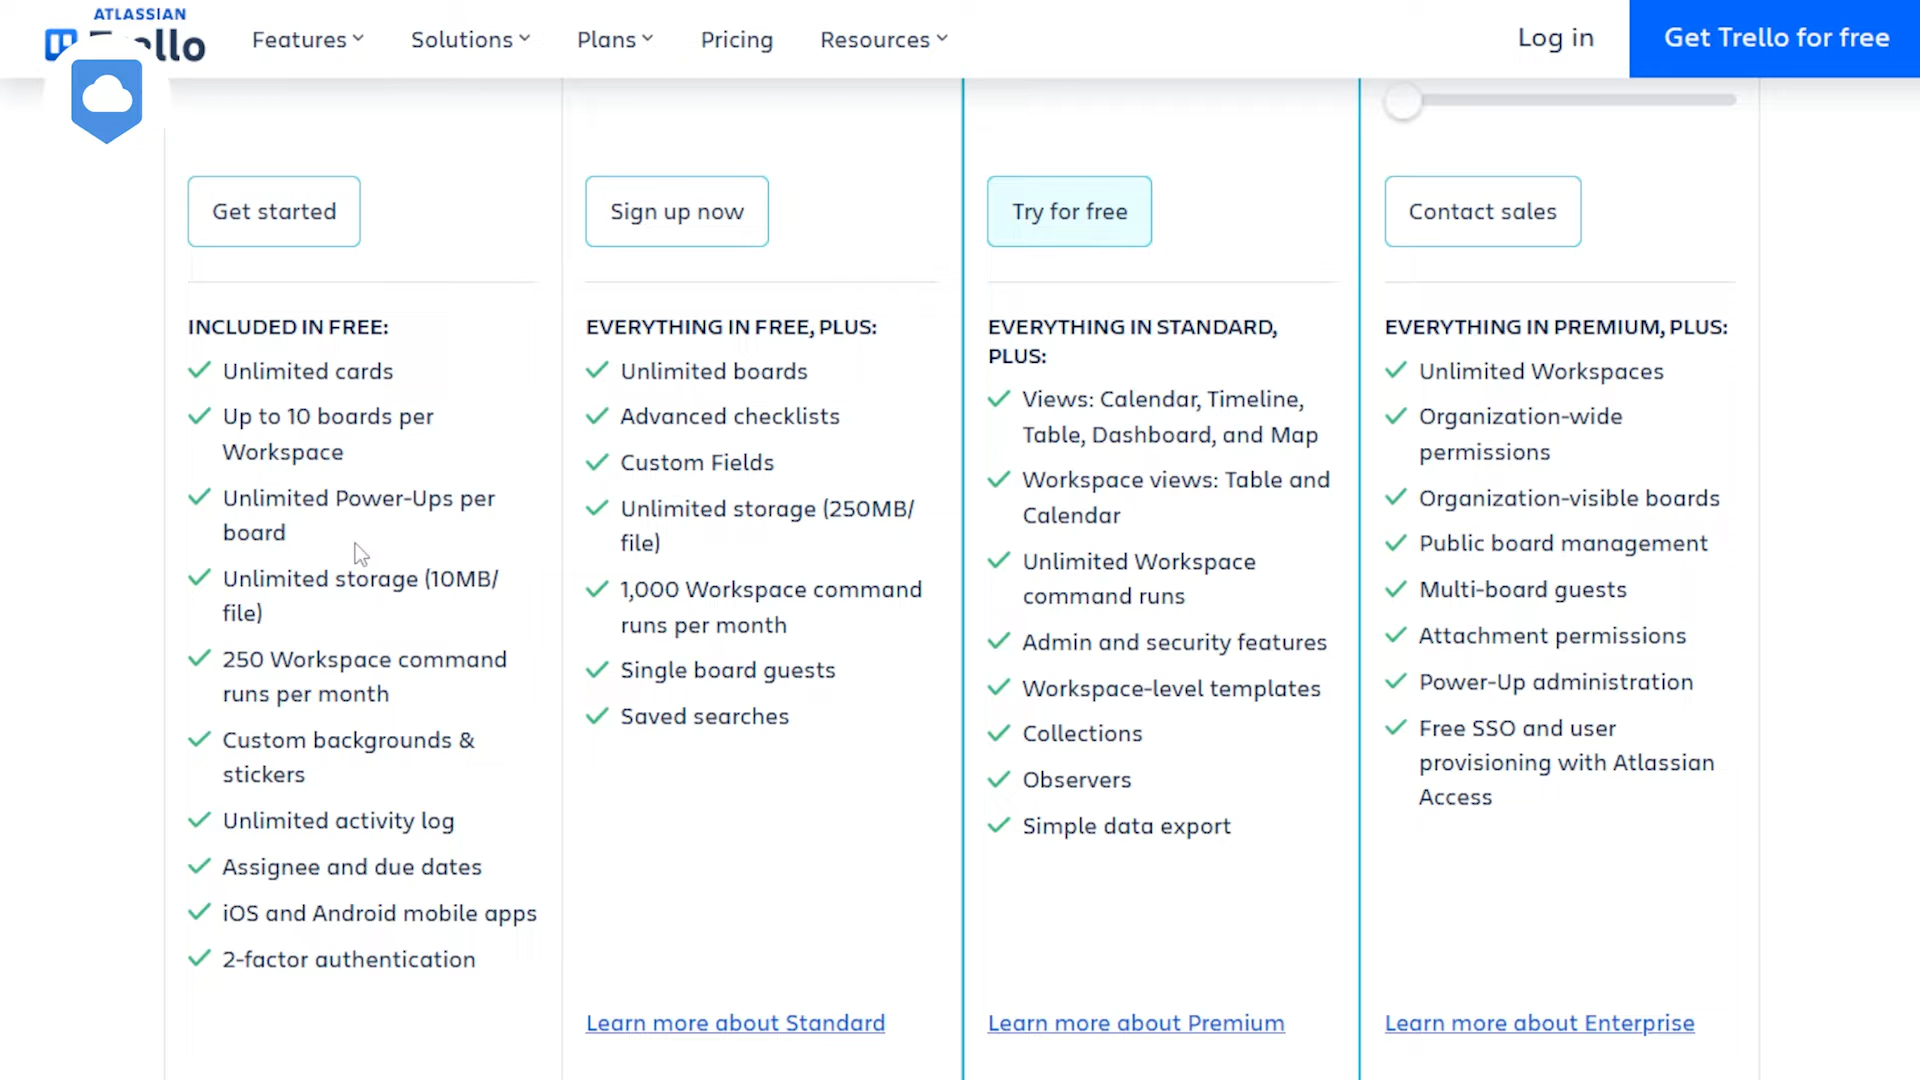 ATLASSIAN
Trello
Features
Solutions
Plans
Pricing
Resources
Log in
Get Trello for free
Get started
INCLUDED IN FREE:
Unlimited cards
Up to 10 boards per
Workspace
Unlimited Power-Ups per
board
Unlimited storage (10MB/
file)
250 Workspace command
runs per month
Custom backgrounds &
stickers
Unlimited activity log
Assignee and due dates
iOS and Android mobile apps
2-factor authentication
Sign up now
EVERYTHING IN FREE, PLUS:
Unlimited boards
Advanced checklists
Custom Fields
Unlimited storage (250MB/
file)
1,000 Workspace command
runs per month
Single board guests
Saved searches
Learn more about Standard
Try for free
EVERYTHING IN STANDARD,
PLUS:
Views: Calendar, Timeline,
Table, Dashboard, and Map
Workspace views: Table and
Calendar
Unlimited Workspace
command runs
Admin and security features
Workspace-level templates
Collections
Observers
Simple data export
Learn more about Premium
Contact sales
EVERYTHING IN PREMIUM, PLUS:
Unlimited Workspaces
Organization-wide
permissions
Organization-visible boards
Public board management
Multi-board guests
Attachment permissions
Power-Up administration
Free SSO and user
provisioning with Atlassian
Access
Learn more about Enterprise